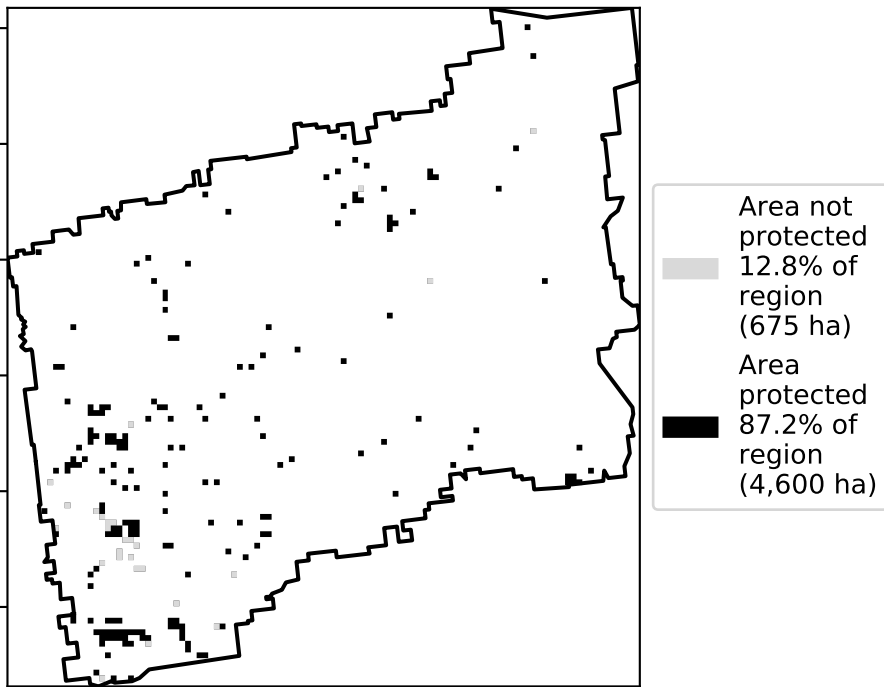 Area not
protected
12.8% of
region
(675 ha)
Area
protected
87.2% of
region
(4,600 ha)